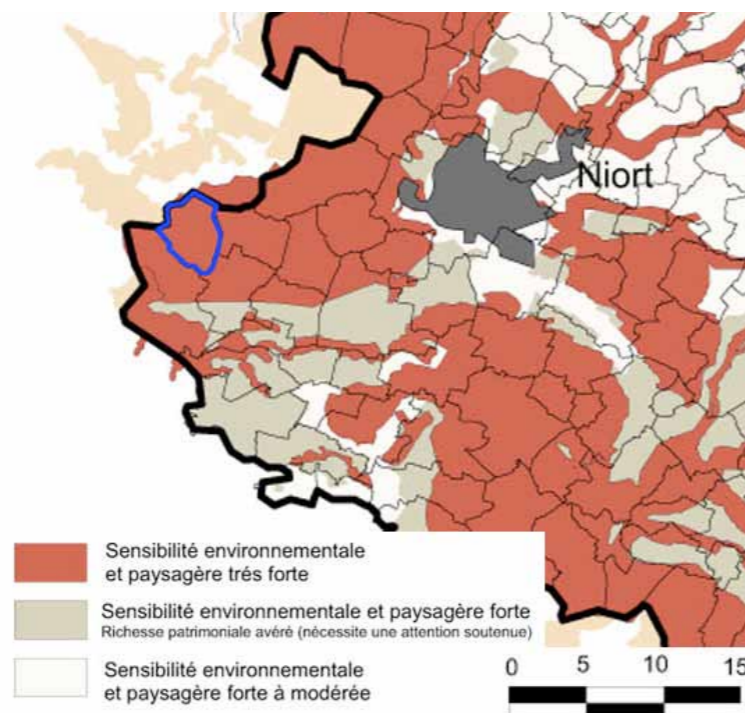 Niort
Sensibilité environnementale
et paysagère trés forte
Sensibilité environnementale et paysagère forte
Richesse patrimoniale avéré (nécessite une attention soutenue)
Sensibilité environnementale
et paysagère forte à modérée
0 5 10 15